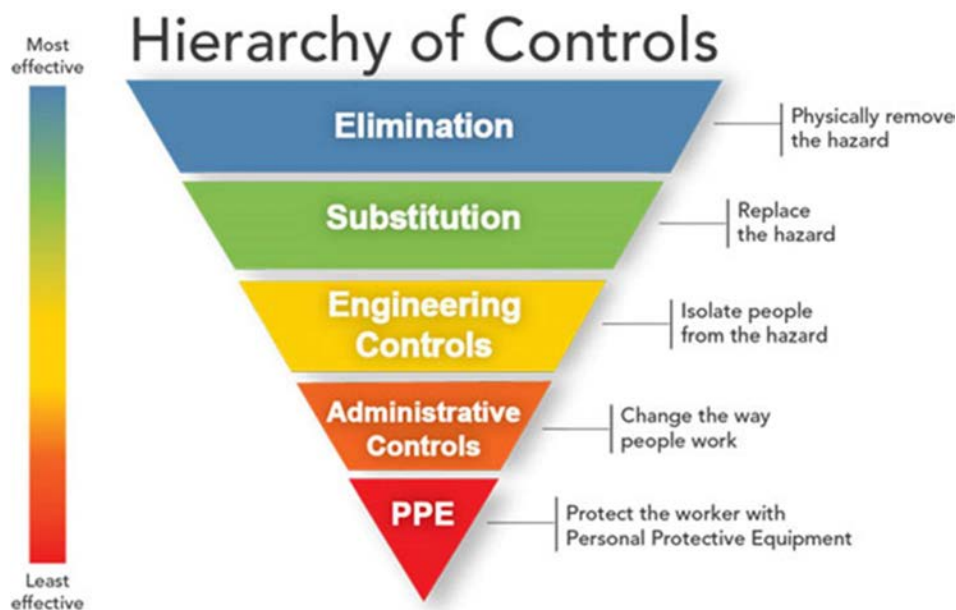 Hierarchy of Controls
Most
effective
Elimination
Physically remove
the hazard
Substitution
Replace
the hazard
Engineering
Controls
Isolate people
from the hazard
Administrative
Controls
Change the way
people work
PPE
Protect the worker with
Personal Protective Equipment
Least
effective